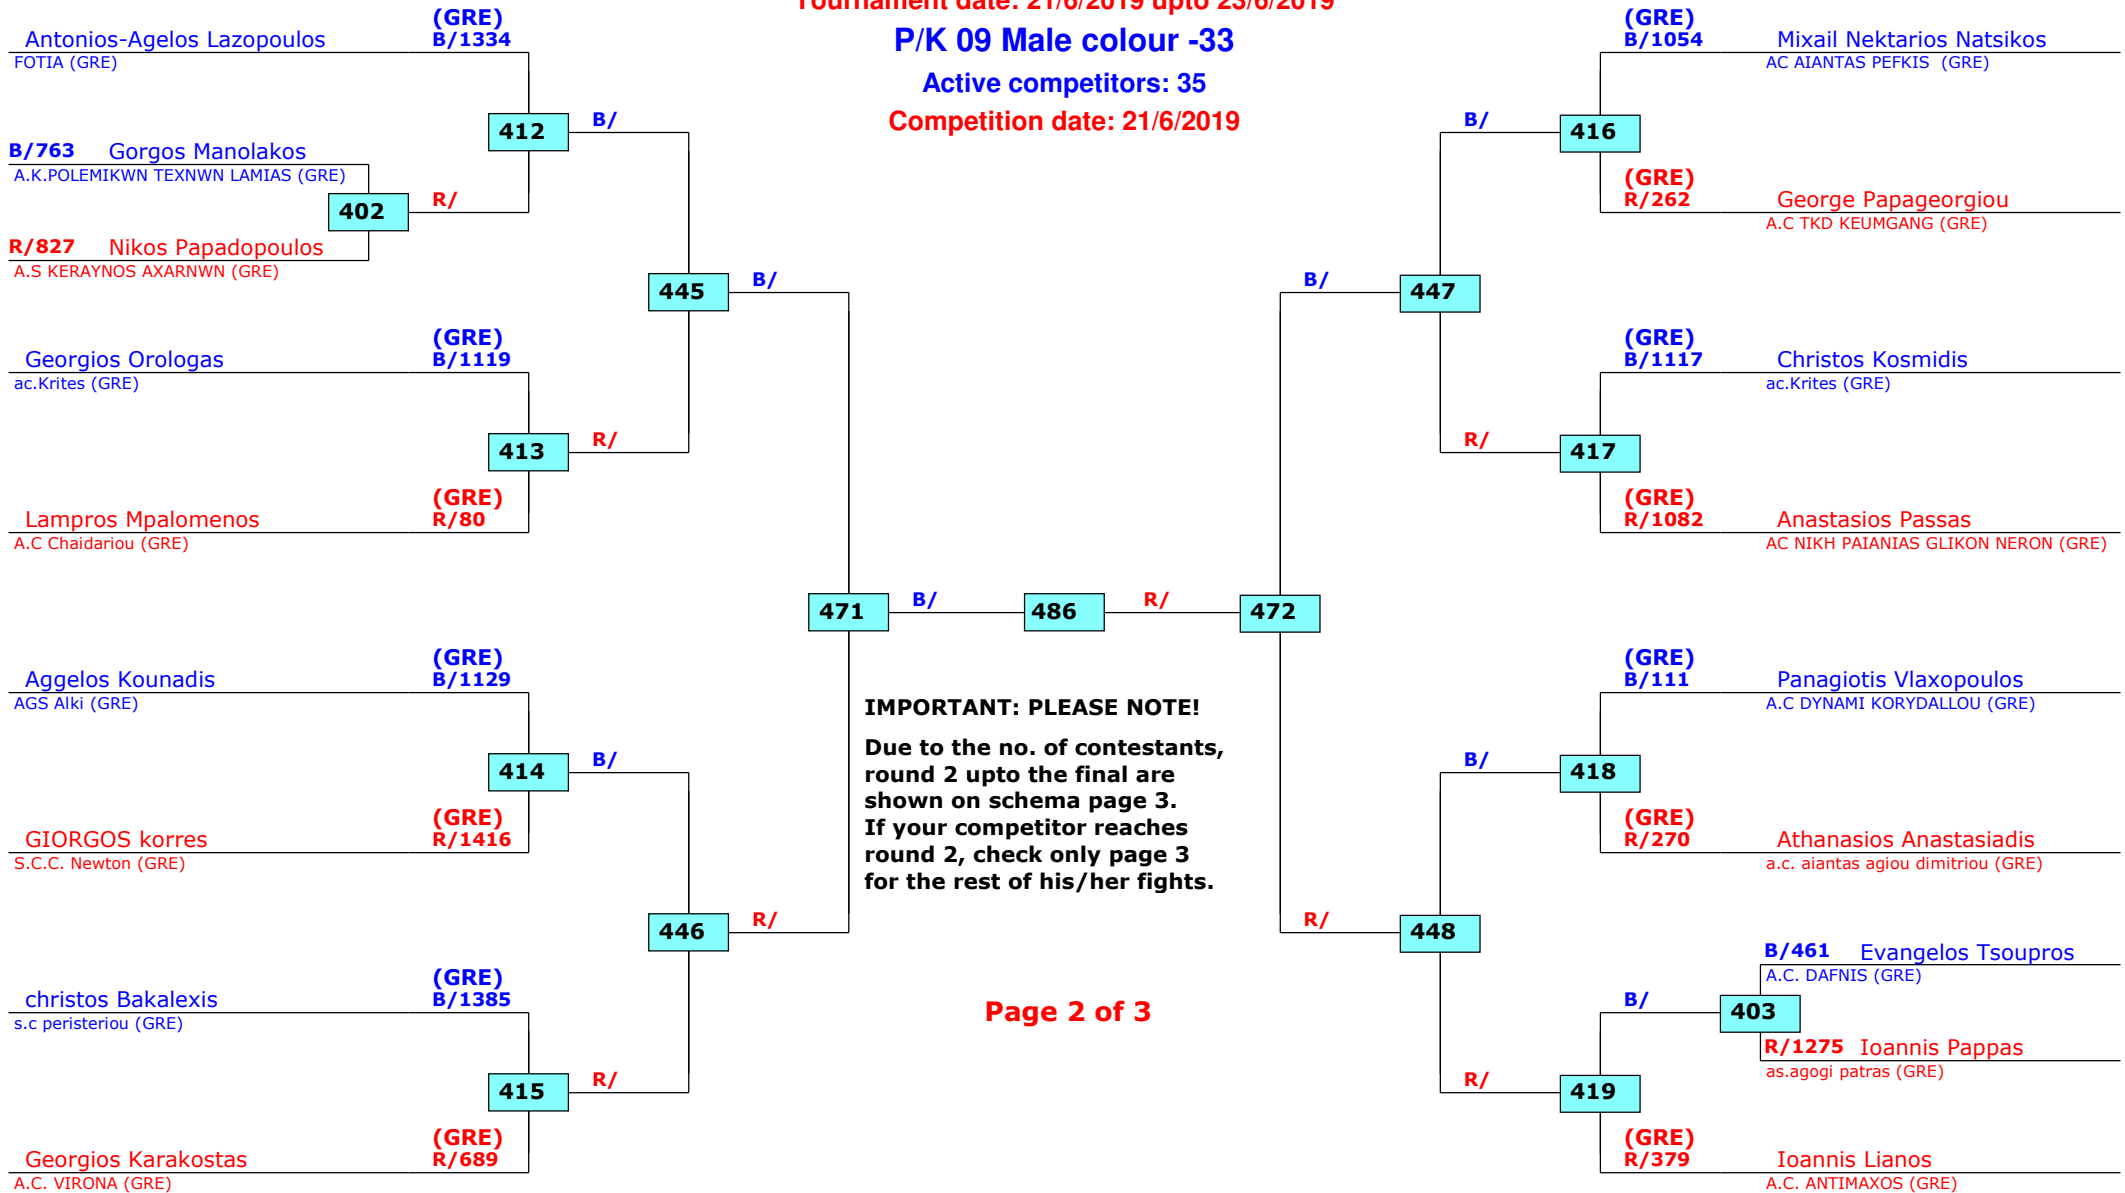 Tournament date: 21/6/2019 upto 23/6/2019
P/K 09 Male colour -33
Active competitors: 35
Competition date: 21/6/2019
(GRE)
Antonios-Agelos Lazopoulos B/1334
FOTIA (GRE)
412
B/
B/763 Gorgos Manolakos
A.K.POLEMIKWN TEXNWN LAMIAS (GRE)
402
R/
R/827 Nikos Papadopoulos
A.S KERAYNOS AXARNWN (GRE)
445
B/
(GRE)
Georgios Orologas B/1119
ac.Krites (GRE)
413
R/
(GRE)
Lampros Mpalomenos R/80
A.C Chaidariou (GRE)
471
B/
486
R/
472
(GRE)
Aggelos Kounadis B/1129
AGS Alki (GRE)
414
B/
(GRE)
GIORGOS korres R/1416
S.C.C. Newton (GRE)
446
R/
(GRE)
christos Bakalexis B/1385
s.c peristeriou (GRE)
415
R/
(GRE)
Georgios Karakostas R/689
A.C. VIRONA (GRE)
IMPORTANT: PLEASE NOTE!
Due to the no. of contestants,
round 2 upto the final are
shown on schema page 3.
If your competitor reaches
round 2, check only page 3
for the rest of his/her fights.
Page 2 of 3
(GRE)
B/1054 Mixail Nektarios Natsikos
AC AIANTAS PEFKIS (GRE)
B/
416
(GRE)
R/262 George Papageorgiou
A.C TKD KEUMGANG (GRE)
B/
447
(GRE)
B/1117 Christos Kosmidis
ac.Krites (GRE)
R/
417
(GRE)
R/1082 Anastasios Passas
AC NIKH PAIANIAS GLIKON NERON (GRE)
(GRE)
B/111 Panagiotis Vlaxopoulos
A.C DYNAMI KORYDALLOU (GRE)
B/
418
(GRE)
R/270 Athanasios Anastasiadis
a.c. aiantas agiou dimitriou (GRE)
R/
448
B/461 Evangelos Tsoupros
A.C. DAFNIS (GRE)
B/
403
R/1275 Ioannis Pappas
as.agogi patras (GRE)
R/
419
(GRE)
R/379 Ioannis Lianos
A.C. ANTIMAXOS (GRE)